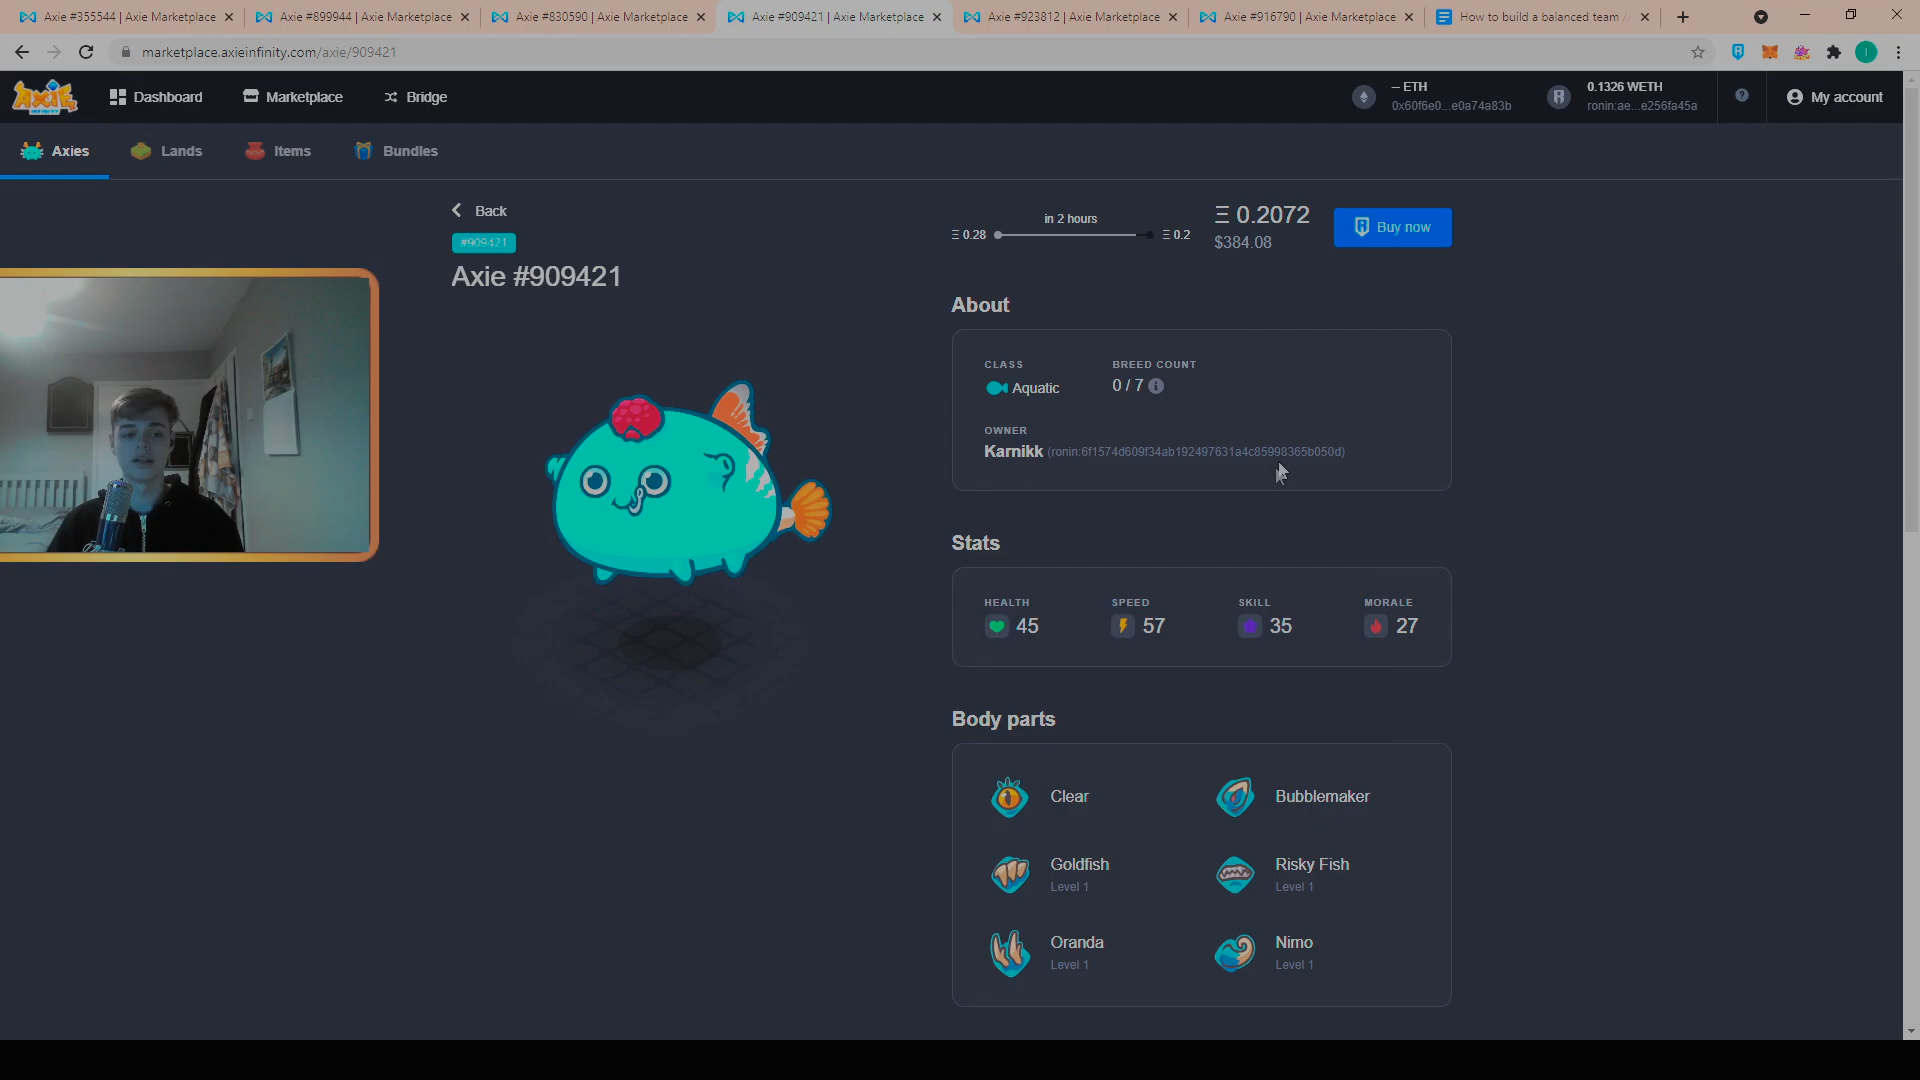 Axie #355544 | Axie Marketplace
Axie #899944 | Axie Marketplace
Axie #830590 | Axie Marketplace
Axie #909421 | Axie Marketplace
Axie #923812 | Axie Marketplace
Axie #916790 | Axie Marketplace
How to build a balanced team /
marketplace.axieinfinity.com/axie/909421
AXIE
INFINITY
Dashboard
Marketplace
Bridge
-- ETH
0x60f6e0...e0a74a83b
0.1326 WETH
ronin:ae...e256fa45a
My account
Axies
Lands
Items
Bundles
Back
#909421
Axie #909421
Ξ 0.28
in 2 hours
Ξ 0.2
Ξ 0.2072
$384.08
Buy now
About
CLASS
BREED COUNT
Aquatic
0 / 7
OWNER
Karnikk (ronin:6f1574d609f34ab192497631a4c85998365b050d)
Stats
HEALTH
SPEED
SKILL
MORALE
45
57
35
27
Body parts
Clear
Bubblemaker
Goldfish
Level 1
Risky Fish
Level 1
Oranda
Level 1
Nimo
Level 1